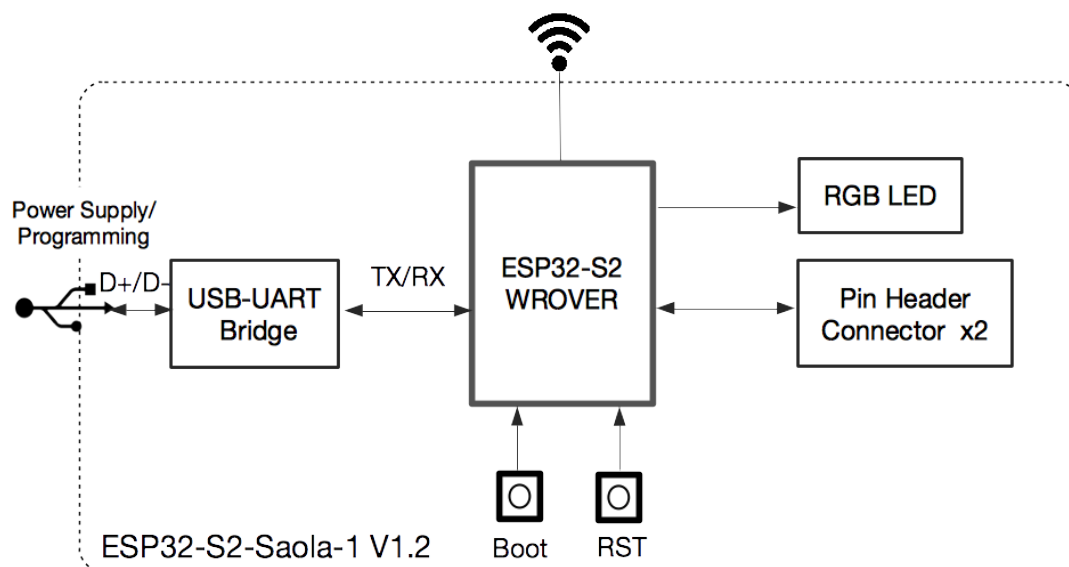 Power Supply/
Programming
D+/D-
USB-UART
Bridge
TX/RX
ESP32-S2
WROVER
RGB LED
Pin Header
Connector x2
Boot
RST
ESP32-S2-Saola-1 V1.2